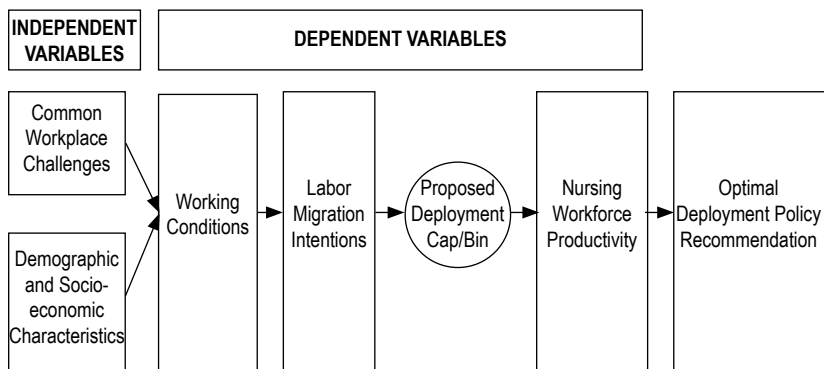 INDEPENDENT
VARIABLES
DEPENDENT VARIABLES
Common
Workplace
Challenges
Demographic
and Socio-
economic
Characteristics
Working
Conditions
Labor
Migration
Intentions
Proposed
Deployment
Cap/Bin
Nursing
Workforce
Productivity
Optimal
Deployment Policy
Recommendation